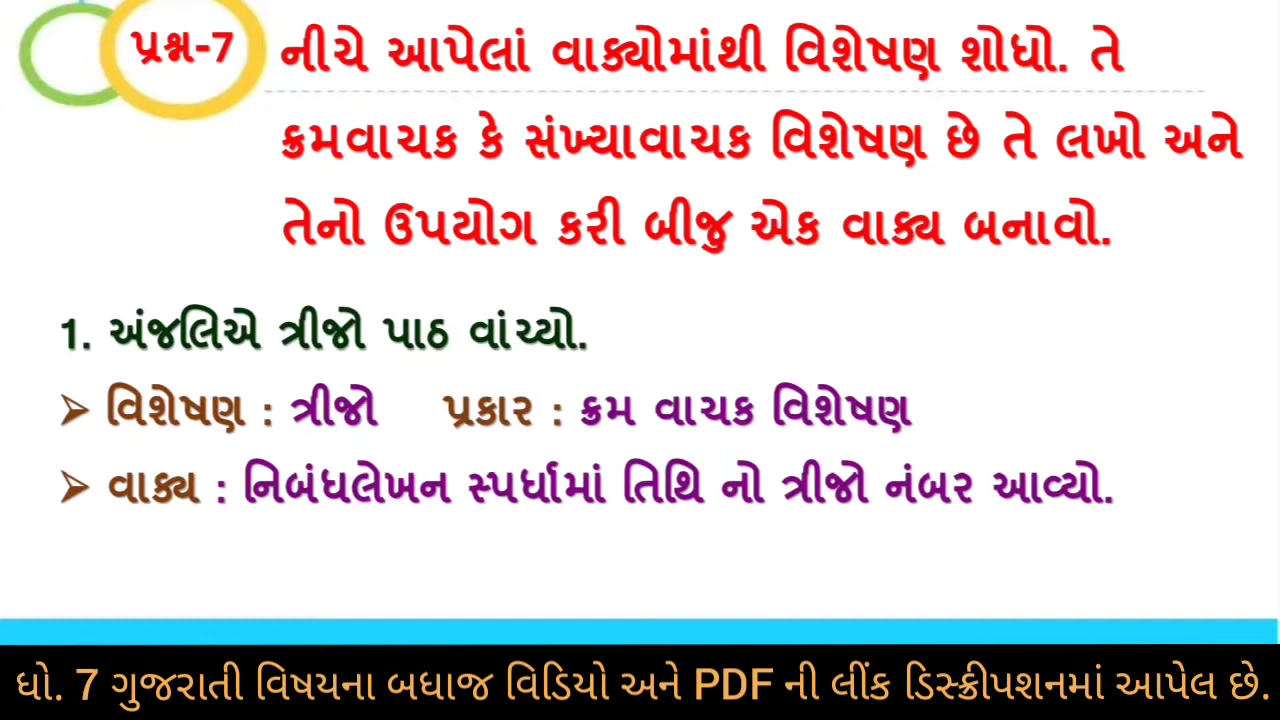 પ્રશ્ન-7 નીચે આપેલાં વાક્યોમાંથી વિશેષણ શોધો. તે
ક્રમવાચક કે સંખ્યાવાચક વિશેષણ છે તે લખો અને
તેનો ઉપયોગ કરી બીજુ એક વાક્ય બનાવો.
1. અંજલિએ ત્રીજો પાઠ વાંચ્યો.
➢ વિશેષણ : ત્રીજો પ્રકાર : ક્રમ વાચક વિશેષણ
➢ વાક્ય : નિબંધલેખન સ્પર્ધામાં તિથિ નો ત્રીજો નંબર આવ્યો.
ધો. 7 ગુજરાતી વિષયના બધાજ વિડિયો અને PDF ની લીંક ડિસ્ક્રીપશનમાં આપેલ છે.